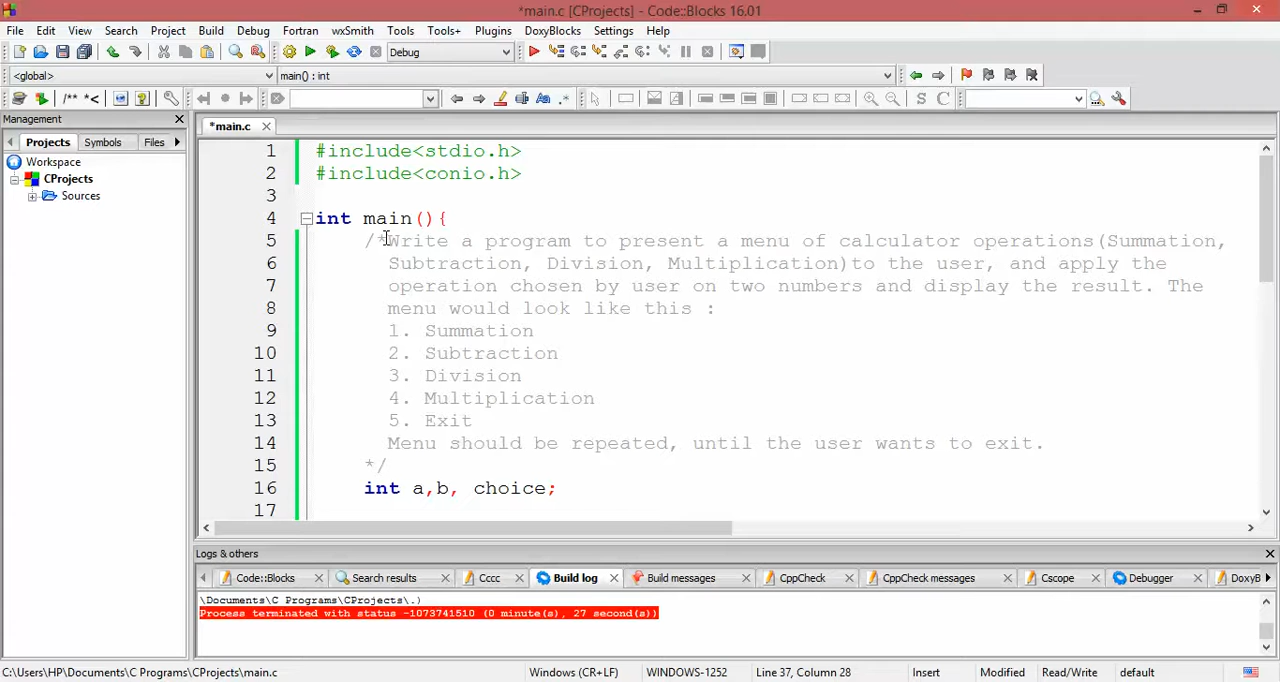 *main.c [CProjects] - Code::Blocks 16.01
File Edit View Search Project Build Debug Fortran wxSmith Tools Tools+ Plugins DoxyBlocks Settings Help
Debug
<global> main() : int
/** *<
S C
Management
*main.c
Projects Symbols Files
Workspace
CProjects
Sources
1 #include<stdio.h>
2 #include<conio.h>
3
4 int main(){
5 /*Write a program to present a menu of calculator operations(Summation,
6 Subtraction, Division, Multiplication)to the user, and apply the
7 operation chosen by user on two numbers and display the result. The
8 menu would look like this :
9 1. Summation
10 2. Subtraction
11 3. Division
12 4. Multiplication
13 5. Exit
14 Menu should be repeated, until the user wants to exit.
15 */
16 int a,b, choice;
17
Logs & others
Code::Blocks Search results Cccc Build log Build messages CppCheck CppCheck messages Cscope Debugger DoxyB
\Documents\C Programs\CProjects\.)
Process terminated with status -1073741510 (0 minute(s), 27 second(s))
C:\Users\HP\Documents\C Programs\CProjects\main.c Windows (CR+LF) WINDOWS-1252 Line 37, Column 28 Insert Modified Read/Write default